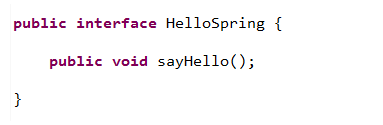 public interface HelloSpring {
public void sayHello();
}